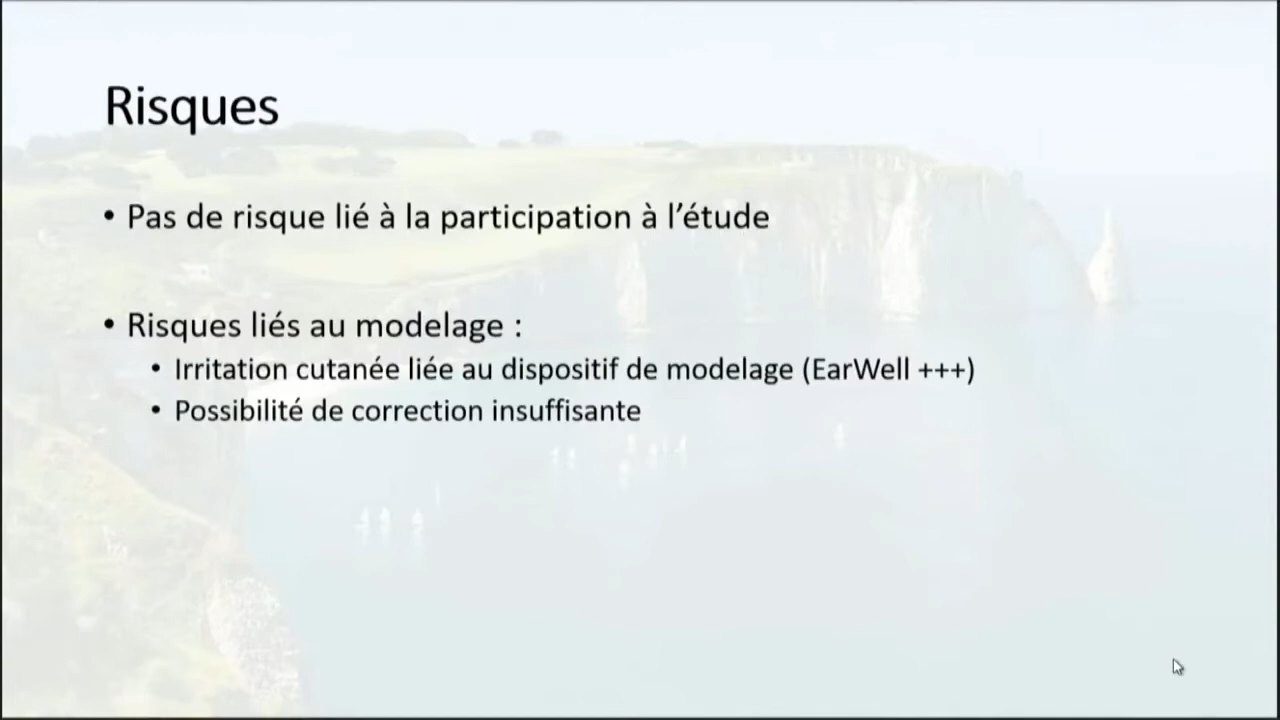 Risques
• Pas de risque lié à la participation à l’étude
• Risques liés au modelage :
• Irritation cutanée liée au dispositif de modelage (EarWell +++)
• Possibilité de correction insuffisante